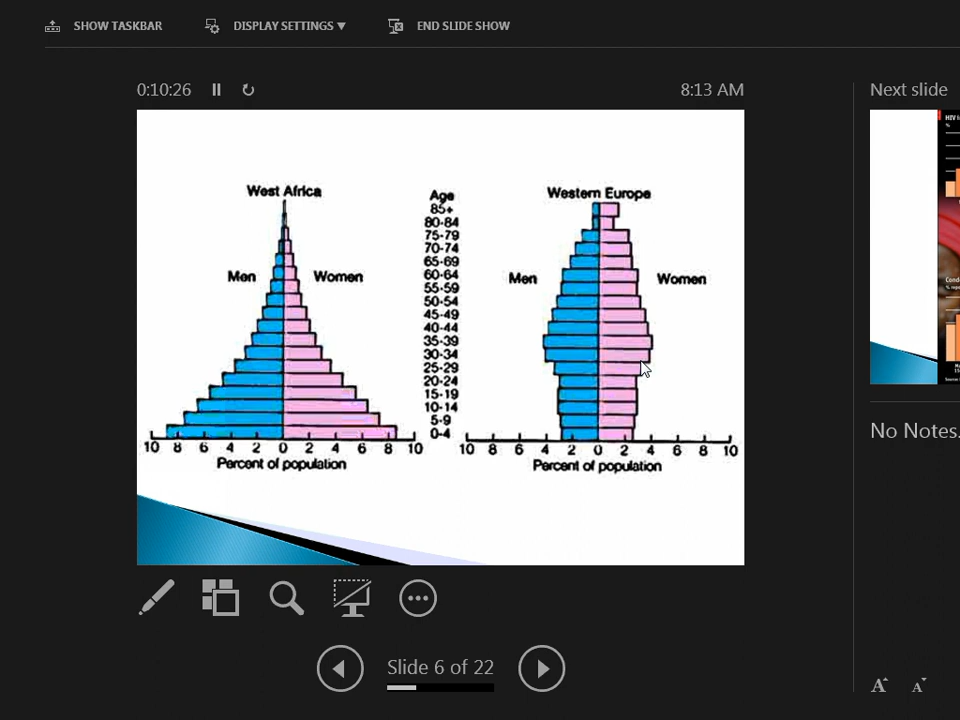 SHOW TASKBAR
DISPLAY SETTINGS ▼
END SLIDE SHOW
0:10:26
8:13 AM
Next slide
West Africa
Age
Western Europe
85+
80-84
75-79
70-74
65-69
60-64
55-59
50-54
45-49
40-44
35-39
30-34
25-29
20-24
15-19
10-14
5-9
0-4
Men
Women
Men
Women
10 8 6 4 2 0 2 4 6 8 10
Percent of population
10 8 6 4 2 0 2 4 6 8 10
Percent of population
HIV
%
No Notes.
Slide 6 of 22
A A